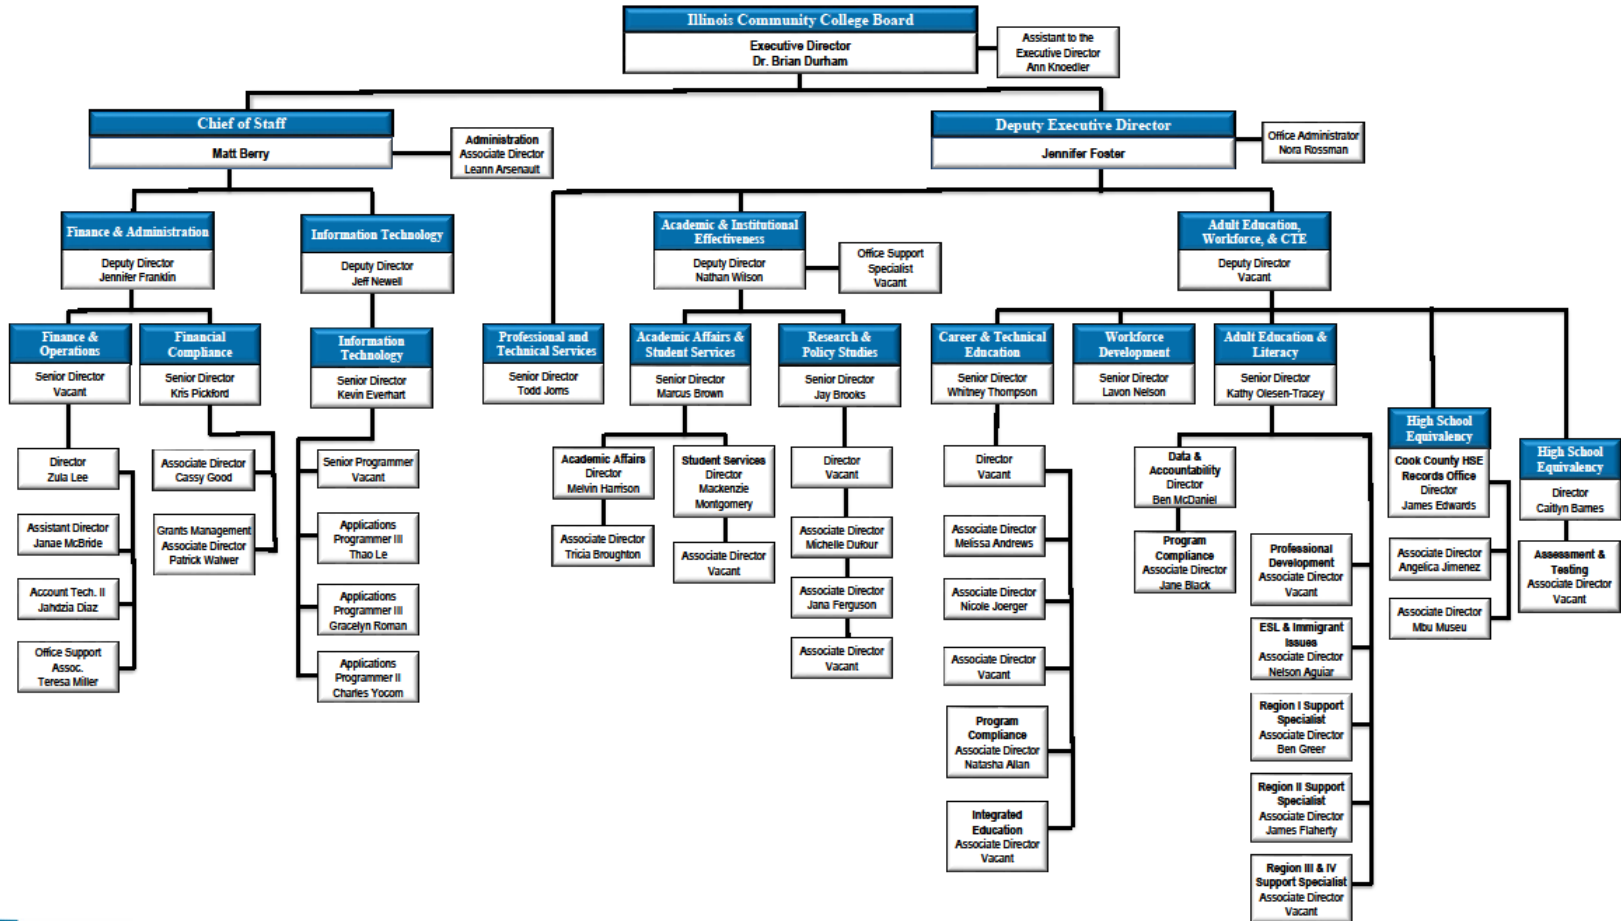 Illinois Community College Board
Executive Director
Dr. Brian Durham
Assistant to the
Executive Director
Ann Knoedler
Chief of Staff
Matt Berry
Administration
Associate Director
Leann Arsenault
Deputy Executive Director
Jennifer Foster
Office Administrator
Nora Rossman
Finance & Administration
Deputy Director
Jennifer Franklin
Information Technology
Deputy Director
Jeff Newell
Academic & Institutional
Effectiveness
Deputy Director
Nathan Wilson
Office Support
Specialist
Vacant
Adult Education,
Workforce, & CTE
Deputy Director
Vacant
Finance &
Operations
Senior Director
Vacant
Financial
Compliance
Senior Director
Kris Pickford
Information
Technology
Senior Director
Kevin Everhart
Professional and
Technical Services
Senior Director
Todd Jorns
Academic Affairs &
Student Services
Senior Director
Marcus Brown
Research &
Policy Studies
Senior Director
Jay Brooks
Career & Technical
Education
Senior Director
Whitney Thompson
Workforce
Development
Senior Director
Lavon Nelson
Adult Education &
Literacy
Senior Director
Kathy Olesen-Tracey
High School
Equivalency
Cook County HSE
Records Office
Director
James Edwards
High School
Equivalency
Director
Caitlyn Barnes
Director
Zula Lee
Assistant Director
Janae McBride
Account Tech. II
Jahdzia Diaz
Office Support
Assoc.
Teresa Miller
Associate Director
Cassy Good
Grants Management
Associate Director
Patrick Walwer
Senior Programmer
Vacant
Applications
Programmer III
Thao Le
Applications
Programmer III
Gracelyn Roman
Applications
Programmer II
Charles Yocom
Academic Affairs
Director
Melvin Harrison
Associate Director
Tricia Broughton
Student Services
Director
Mackenzie
Montgomery
Associate Director
Vacant
Director
Vacant
Associate Director
Michelle Dufour
Associate Director
Jana Ferguson
Associate Director
Vacant
Director
Vacant
Associate Director
Melissa Andrews
Associate Director
Nicole Joerger
Associate Director
Vacant
Program
Compliance
Associate Director
Natasha Allan
Integrated
Education
Associate Director
Vacant
Data &
Accountability
Director
Ben McDaniel
Program
Compliance
Associate Director
Jane Black
Professional
Development
Associate Director
Vacant
ESL & Immigrant
Issues
Associate Director
Nelson Aguiar
Region I Support
Specialist
Associate Director
Ben Greer
Region II Support
Specialist
Associate Director
James Flaherty
Region III & IV
Support Specialist
Associate Director
Vacant
Associate Director
Angelica Jimenez
Associate Director
Mbu Museu
Assessment &
Testing
Associate Director
Vacant